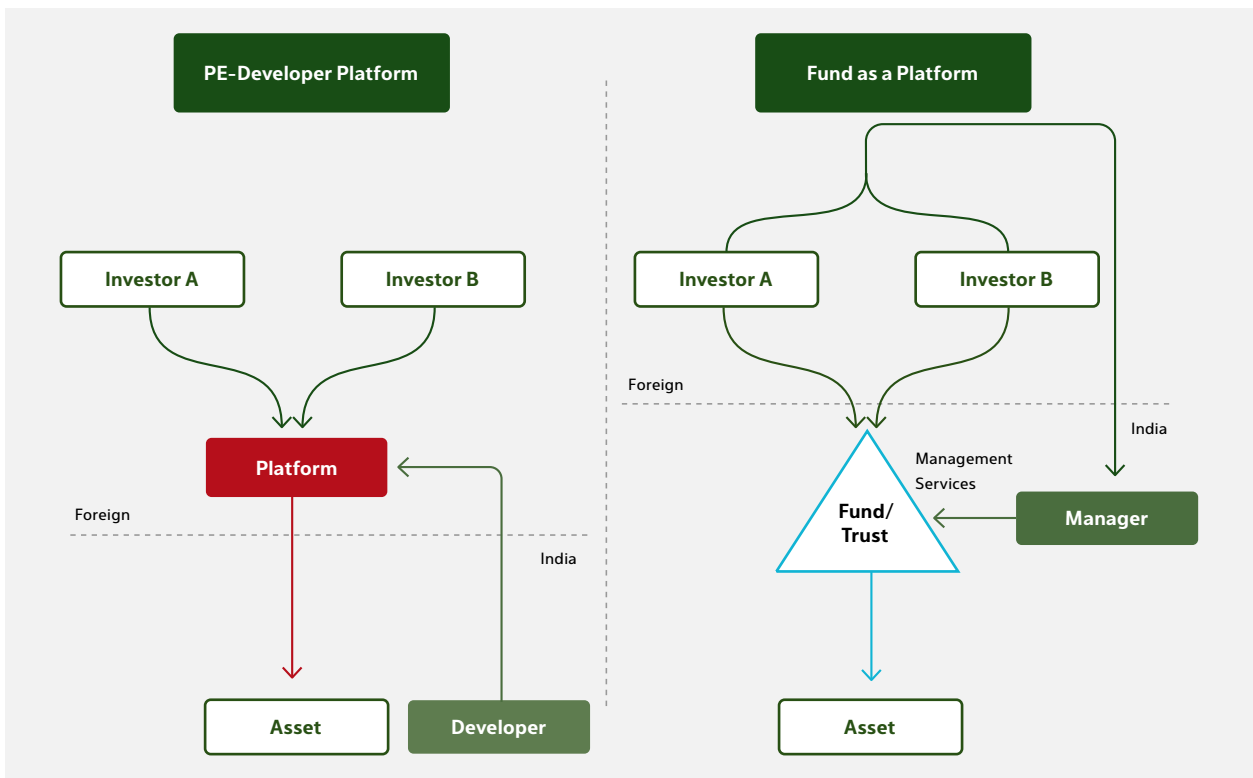 PE-Developer Platform
Investor A
Investor B
Platform
Foreign
India
Asset
Developer
Fund as a Platform
Investor A
Investor B
Foreign
India
Management
Services
Fund/
Trust
Manager
Asset